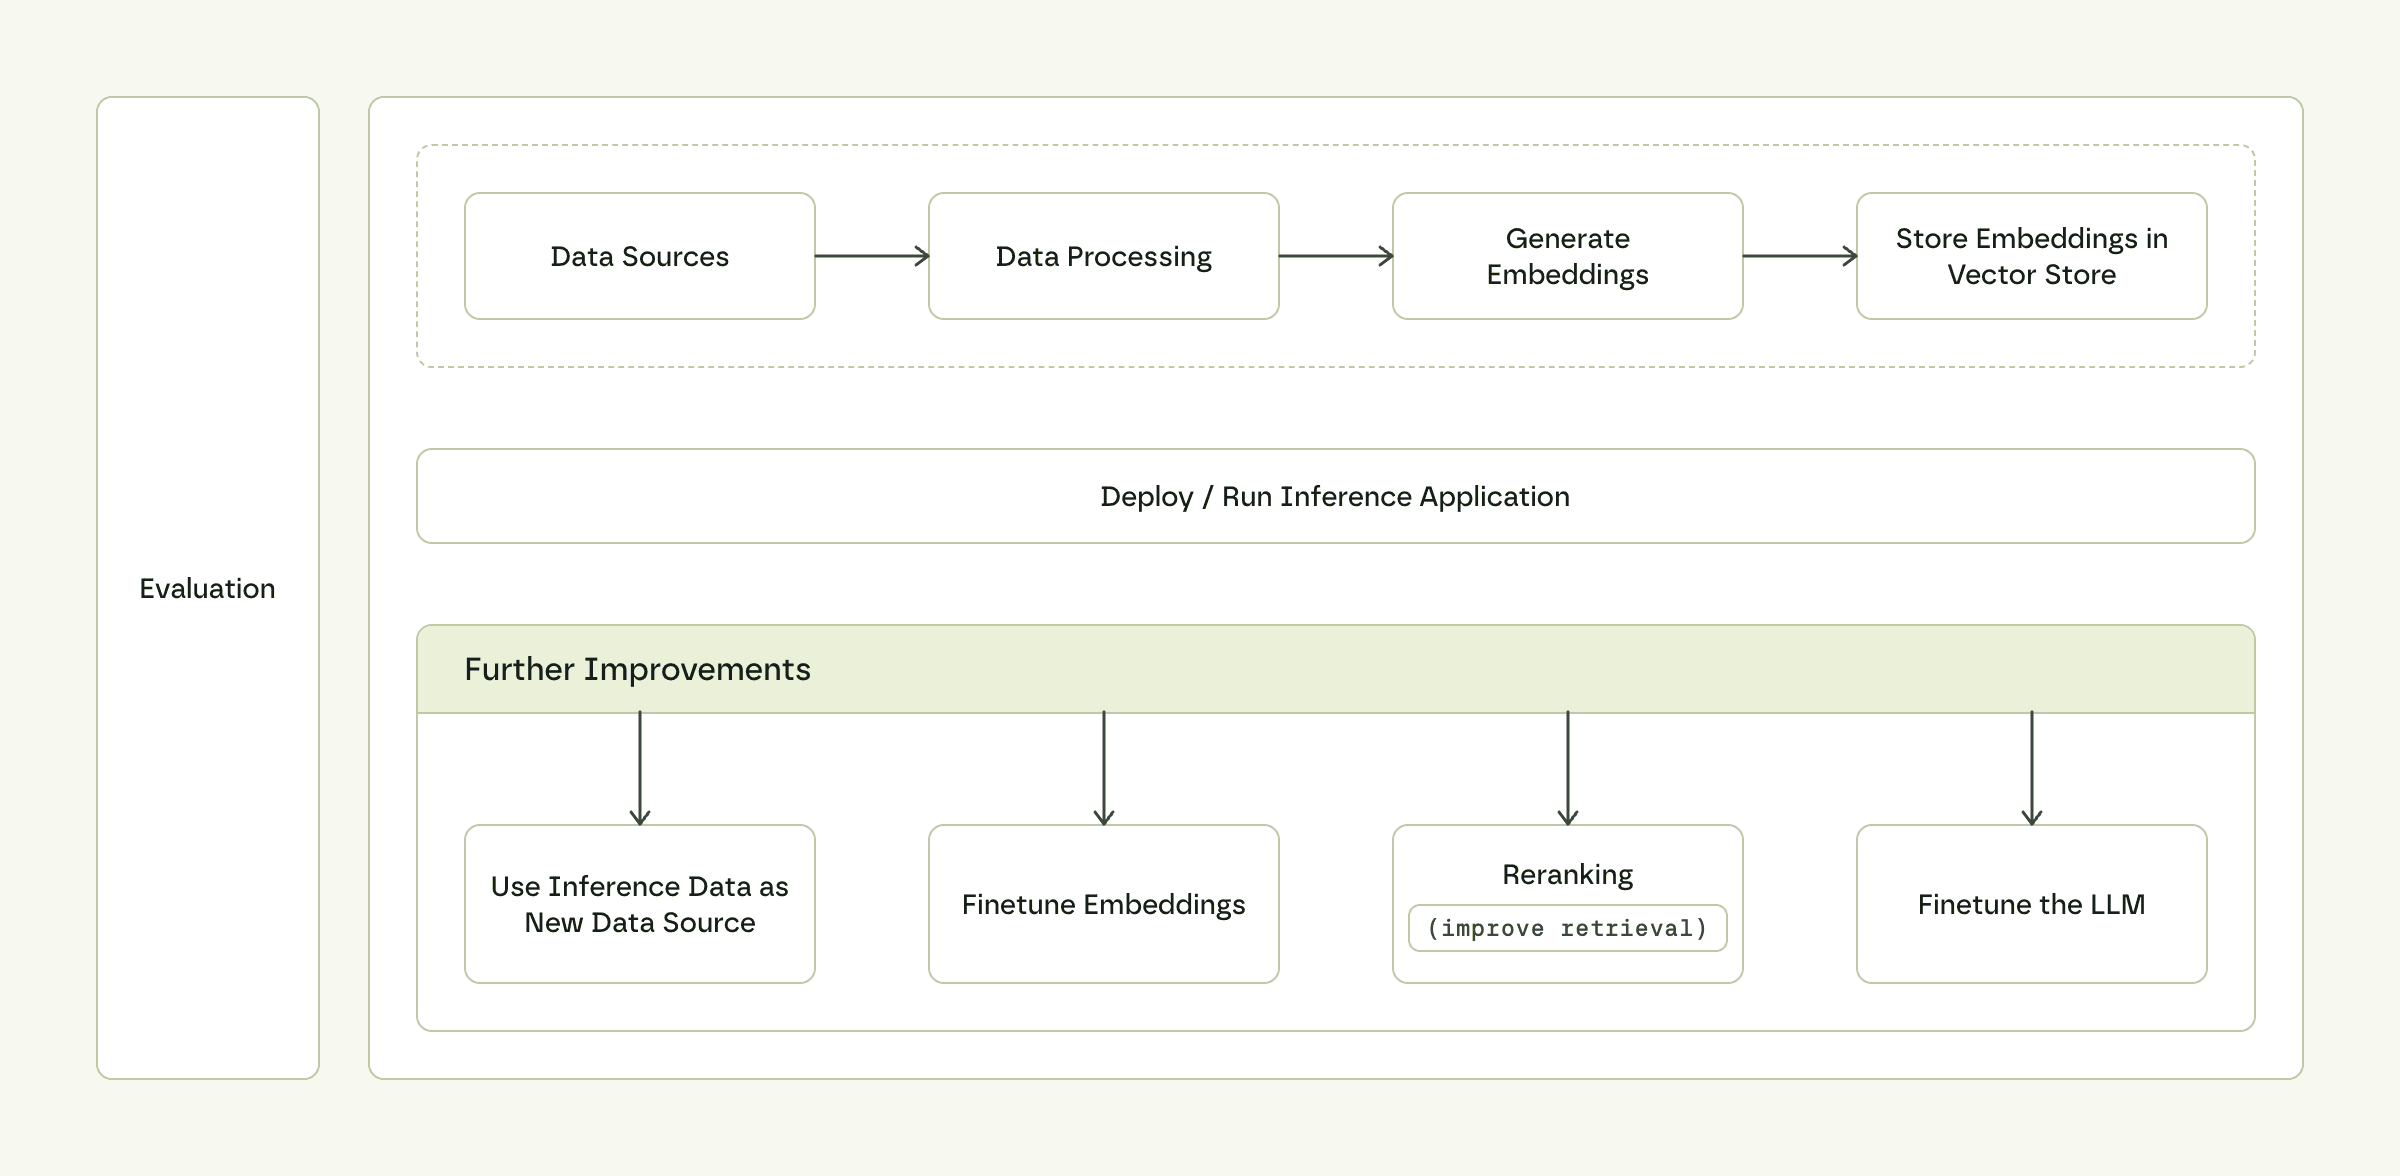 Evaluation
Data Sources
Data Processing
Generate
Embeddings
Store Embeddings in
Vector Store
Deploy / Run Inference Application
Further Improvements
Use Inference Data as
New Data Source
Finetune Embeddings
Reranking
(improve retrieval)
Finetune the LLM